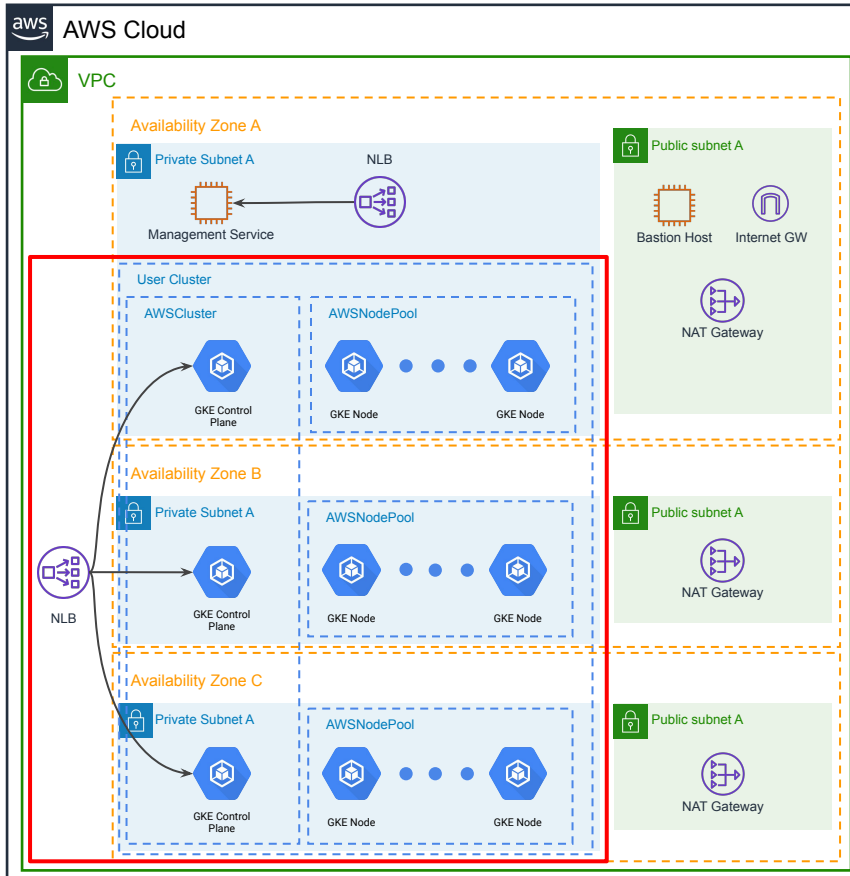 aws
AWS Cloud
VPC
Availability Zone A
Private Subnet A
NLB
Management Service
Public subnet A
Bastion Host
Internet GW
NAT Gateway
User Cluster
AWSCluster
AWSNodePool
GKE Control
Plane
GKE Node
GKE Node
Availability Zone B
Private Subnet A
AWSNodePool
Public subnet A
NLB
GKE Control
Plane
GKE Node
GKE Node
NAT Gateway
Availability Zone C
Private Subnet A
AWSNodePool
Public subnet A
GKE Control
Plane
GKE Node
GKE Node
NAT Gateway